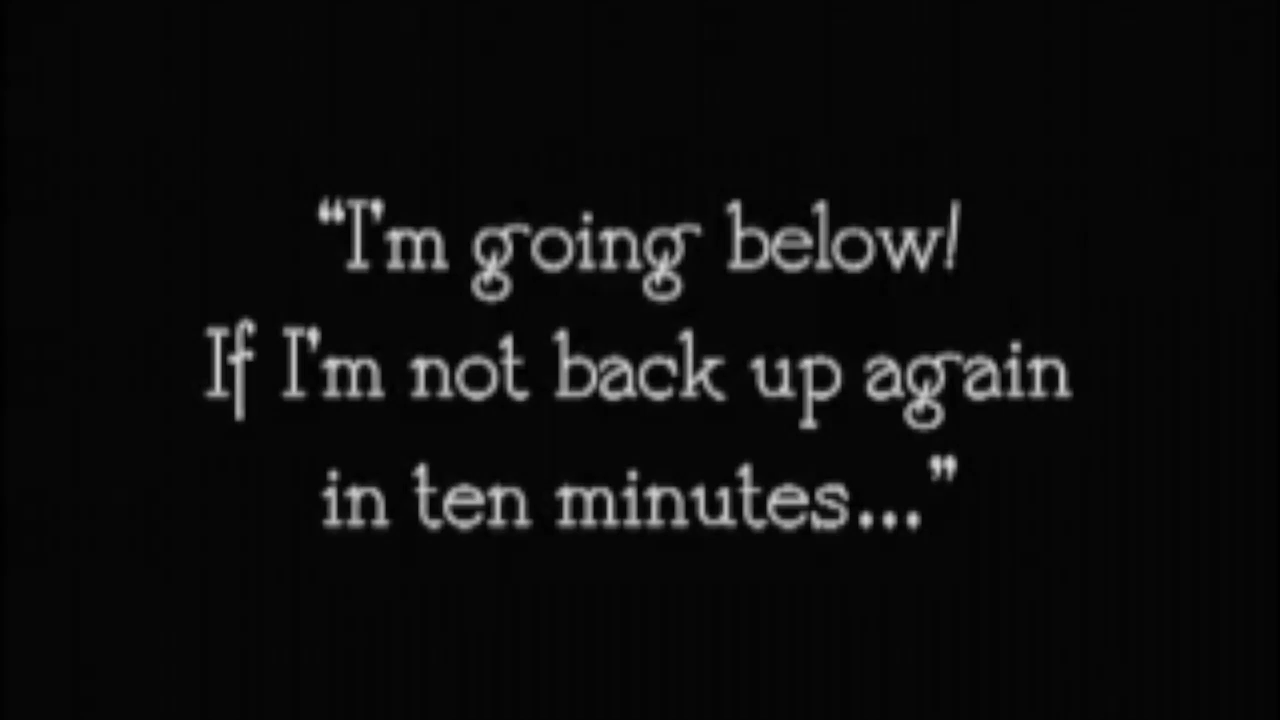 “I'm going below!
If I'm not back up again
in ten minutes...”